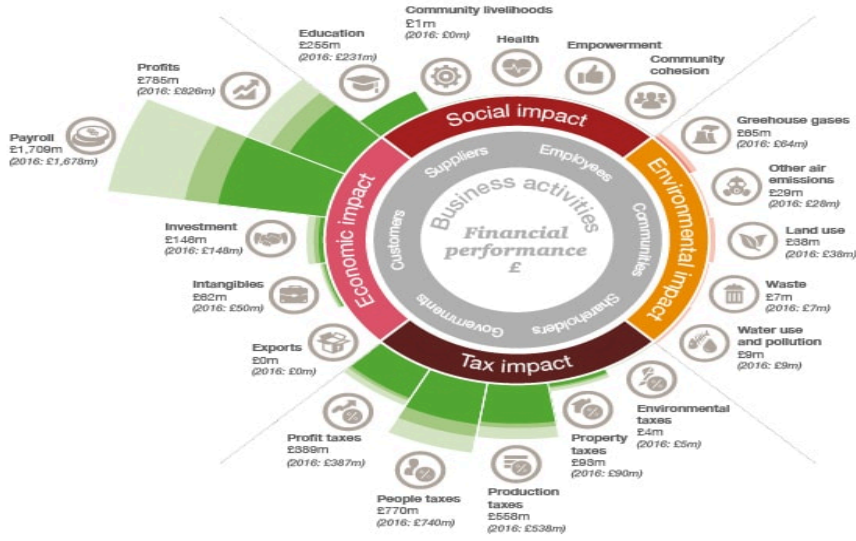 Community livelihoods
£1m
(2016: £0m)
Health
Empowerment
Community
cohesion
Education
£255m
(2016: £231m)
Profits
£785m
(2016: £826m)
Payroll
£1,709m
(2016: £1,678m)
Investment
£146m
(2016: £148m)
Intangibles
£62m
(2016: £50m)
Exports
£0m
(2016: £0m)
Greehouse gases
£65m
(2016: £64m)
Other air
emissions
£29m
(2016: £28m)
Land use
£38m
(2016: £38m)
Waste
£7m
(2016: £7m)
Water use
and pollution
£9m
(2016: £9m)
Environmental
taxes
£4m
(2016: £5m)
Property
taxes
£93m
(2016: £90m)
Production
taxes
£558m
(2016: £538m)
People taxes
£770m
(2016: £740m)
Profit taxes
£389m
(2016: £387m)
Social impact
Environmental impact
Tax impact
Economic impact
Suppliers
Employees
Communities
Shareholders
Governments
Customers
Business activities
Financial
performance
£